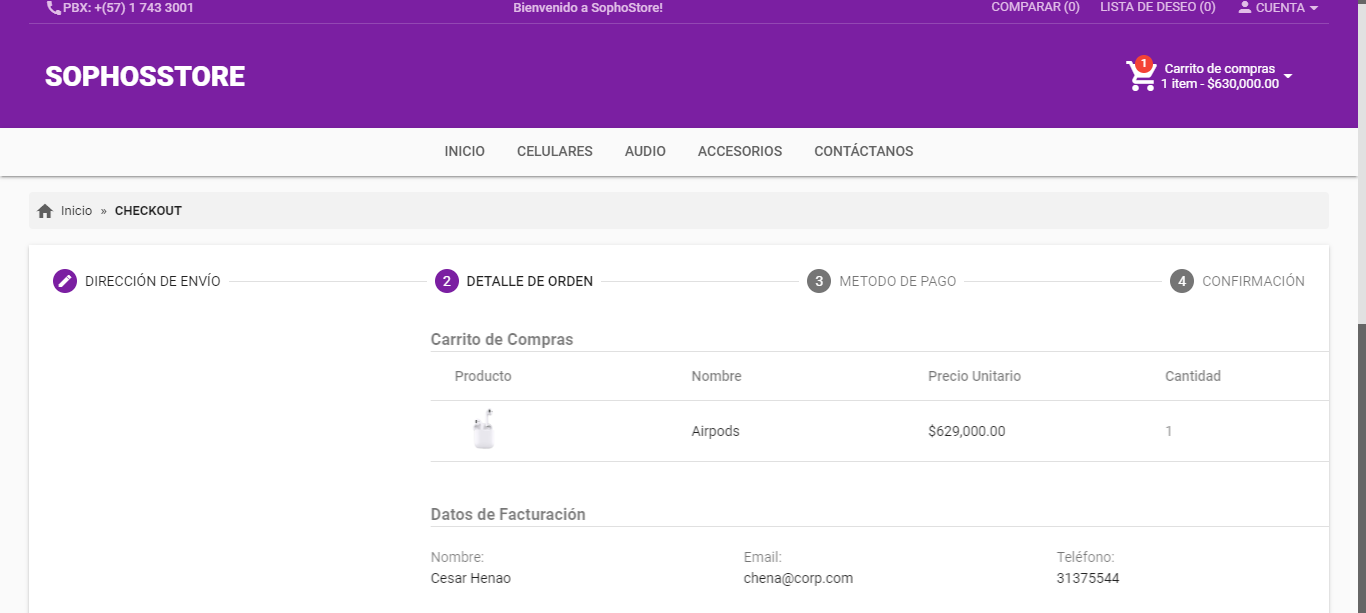 PBX: +(57) 1 743 3001
Bienvenido a SophoStore!
COMPARAR (0)
LISTA DE DESEO (0)
CUENTA
SOPHOSSTORE
1
Carrito de compras
1 item - $630,000.00
INICIO
CELULARES
AUDIO
ACCESORIOS
CONTÁCTANOS
Inicio » CHECKOUT
DIRECCIÓN DE ENVÍO
2 DETALLE DE ORDEN
3 METODO DE PAGO
4 CONFIRMACIÓN
Carrito de Compras
Producto
Nombre
Precio Unitario
Cantidad
Airpods
$629,000.00
1
Datos de Facturación
Nombre:
Email:
Teléfono:
Cesar Henao
chena@corp.com
31375544